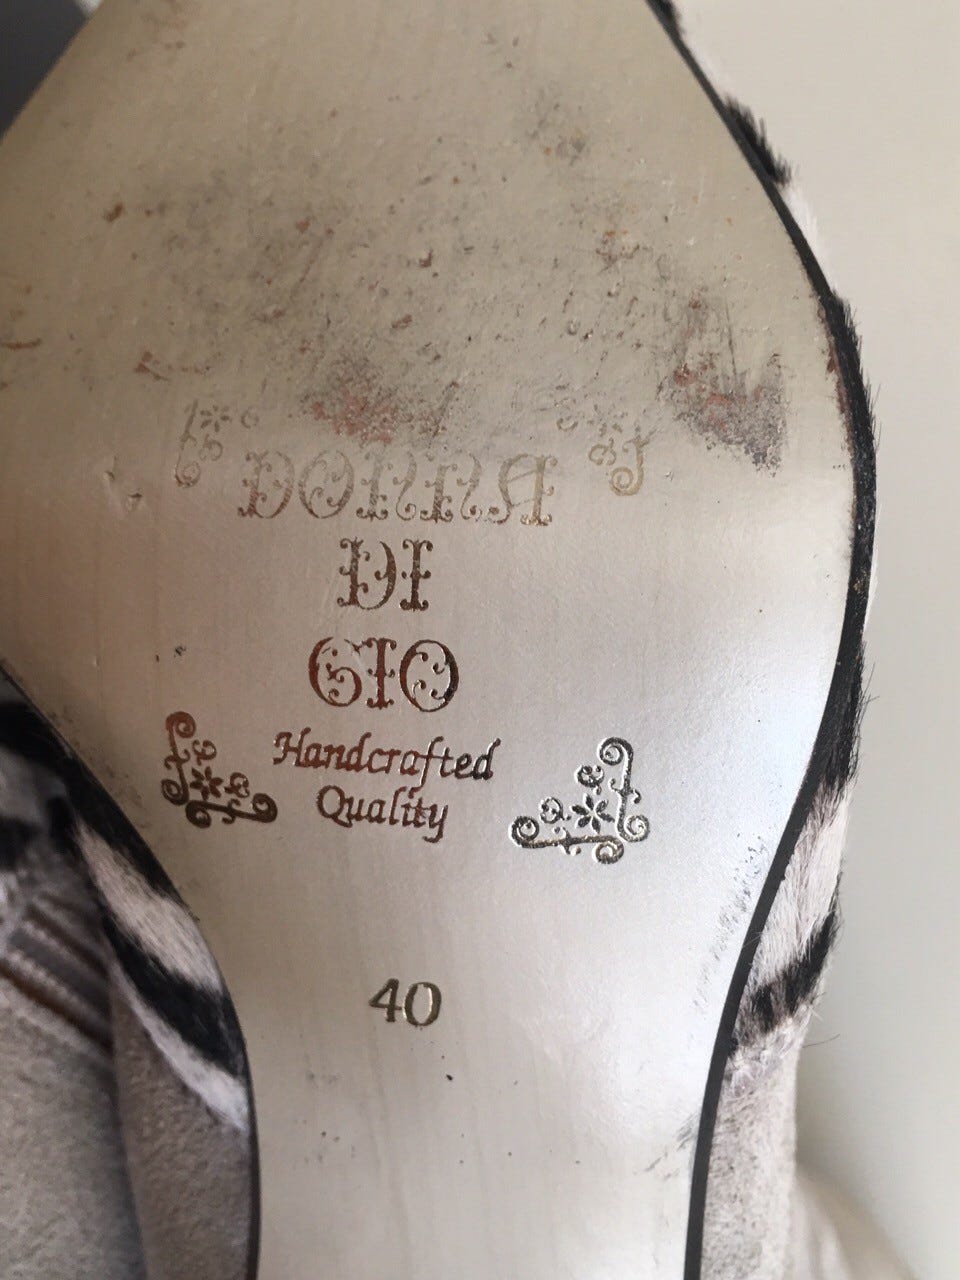 DONNA
DI
GIO
Handcrafted
Quality
40